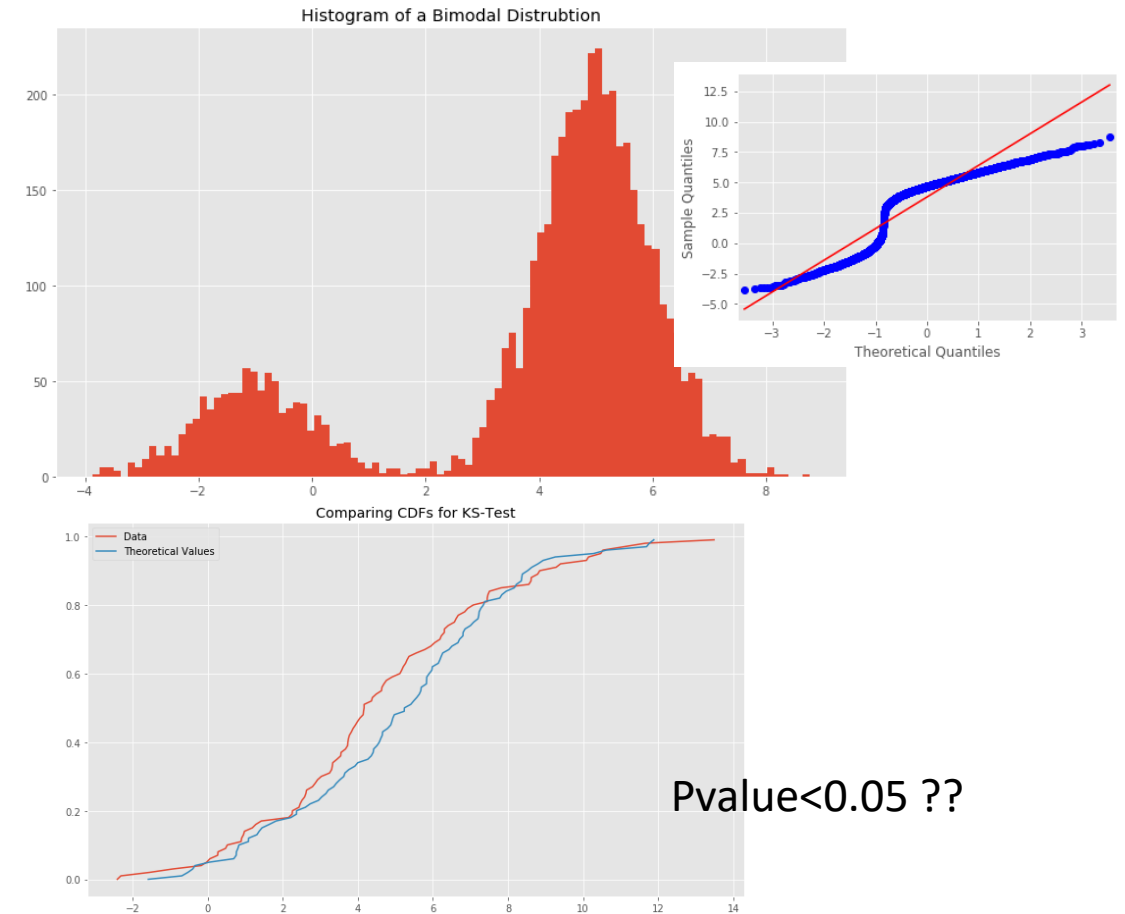 Histogram of a Bimodal Distrubtion
200
150
100
50
0
−4 −2 0 2 4 6 8
12.5
10.0
7.5
5.0
2.5
0.0
−2.5
−5.0
Sample Quantiles
−3 −2 −1 0 1 2 3
Theoretical Quantiles
Comparing CDFs for KS-Test
Data
Theoretical Values
1.0
0.8
0.6
0.4
0.2
0.0
−2 0 2 4 6 8 10 12 14
Pvalue<0.05 ??